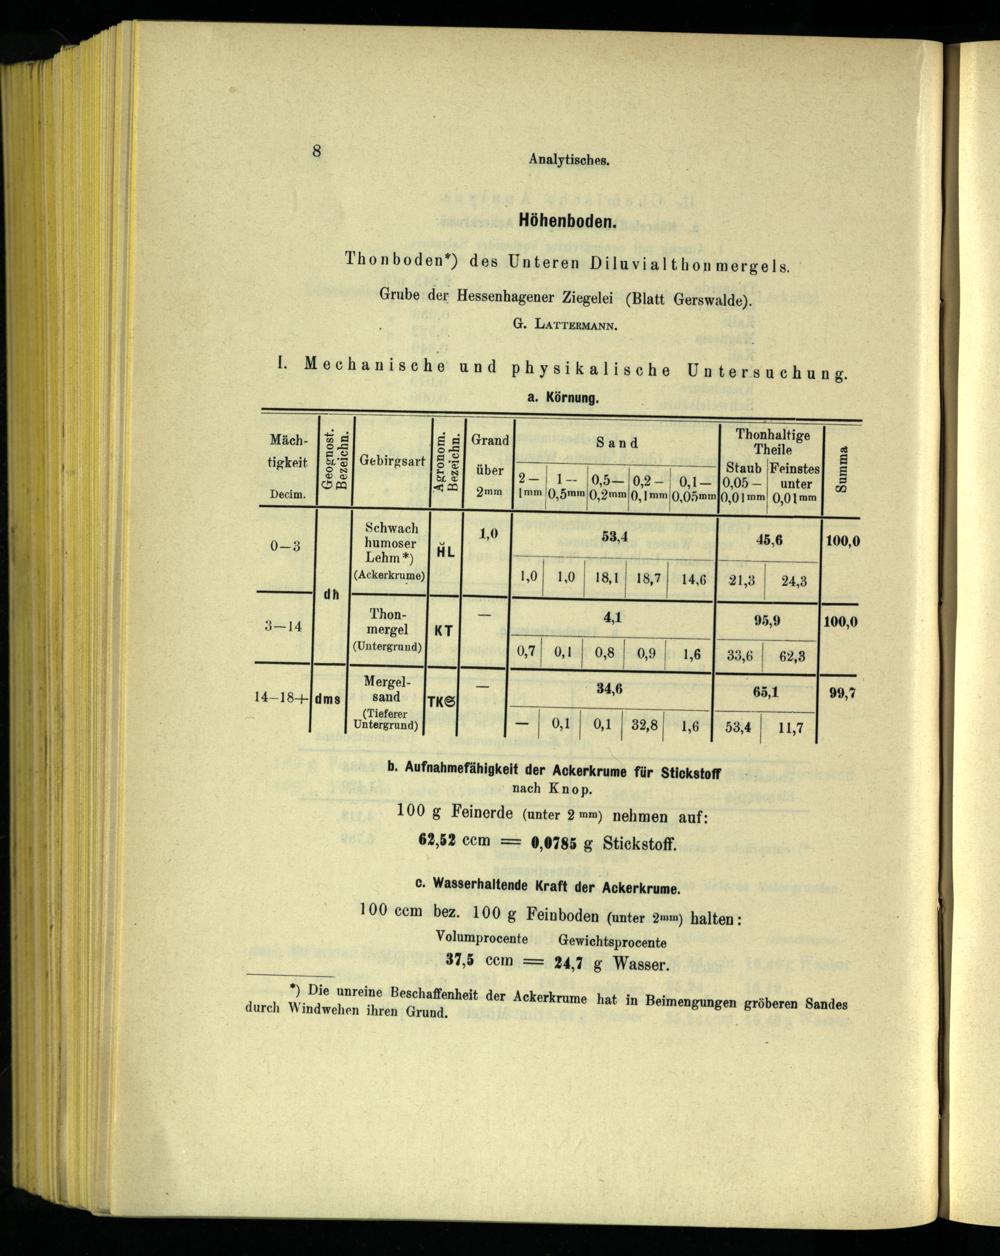 8
Analytisches.
Höhenboden.
Thonboden*) des Unteren Diluvialthonmergels.
Grube der Hessenhagener Ziegelei (Blatt Gerswalde).
G. Lattermann.
I. Mechanische und physikalische Untersuchung.
a. Körnung.
Mäch-
tigkeit
Decim.
Geognost.
Bezeichn.
Gebirgsart
Agronom.
Bezeichn.
Grand
über
2mm
Sand
2— 1— 0,5— 0,2— 0,1—
1mm 0,5mm 0,2mm 0,1mm 0,05mm
Thonhaltige
Theile
Staub Feinstes
0,05— unter
0,01mm 0,01mm
Summa
0—3
dh
Schwach
humoser
Lehm*)
(Ackerkrume)
H̆L
1,0 53,4 45,6 100,0
1,0 1,0 18,1 18,7 14,6 21,3 24,3
3—14
Thon-
mergel
(Untergrund)
KT
— 4,1 95,9 100,0
0,7 0,1 0,8 0,9 1,6 33,6 62,3
14—18+ dms
Mergel-
sand
(Tieferer
Untergrund)
TK𝔖
— 34,6 65,1 99,7
— 0,1 0,1 32,8 1,6 53,4 11,7
b. Aufnahmefähigkeit der Ackerkrume für Stickstoff
nach Knop.
100 g Feinerde (unter 2mm) nehmen auf:
62,52 ccm = 0,0785 g Stickstoff.
c. Wasserhaltende Kraft der Ackerkrume.
100 ccm bez. 100 g Feinboden (unter 2mm) halten:
Volumprocente Gewichtsprocente
37,5 ccm = 24,7 g Wasser.
*) Die unreine Beschaffenheit der Ackerkrume hat in Beimengungen gröberen Sandes
durch Windwehen ihren Grund.